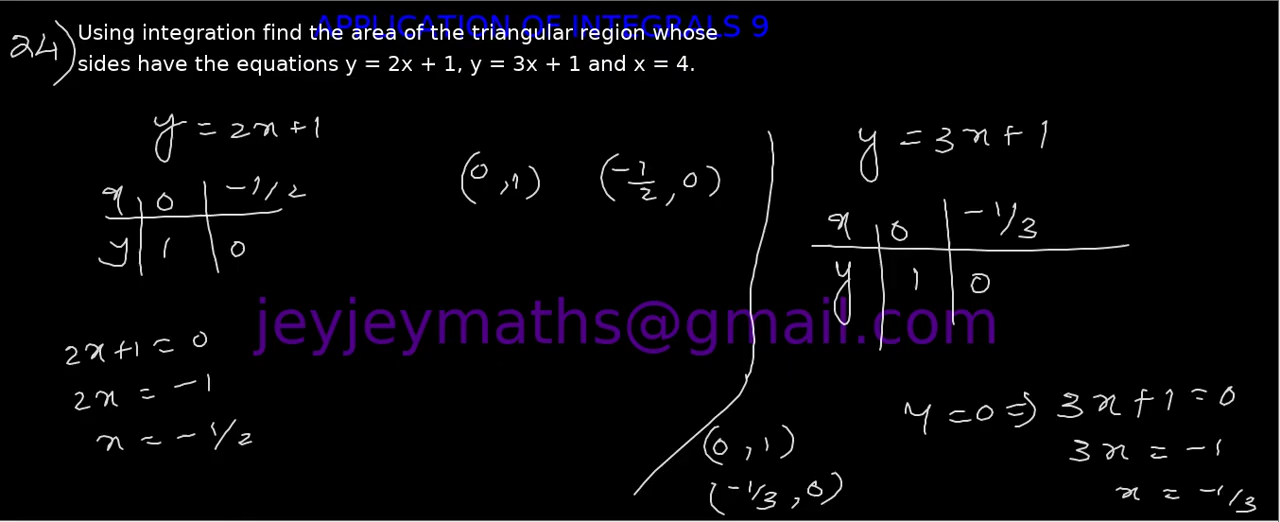 APPLICATION OF INTEGRALS 9
24) Using integration find the area of the triangular region whose
sides have the equations y = 2x + 1, y = 3x + 1 and x = 4.
y = 2x+1
x 0 -1/2
y 1 0
(0,1) (-1/2,0)
2x+1 = 0
2x = -1
x = -1/2
y = 3x+1
x 0 -1/3
y 1 0
jeyjeymaths@gmail.com
y=0⇒ 3x+1=0
3x = -1
x = -1/3
(0,1)
(-1/3,0)